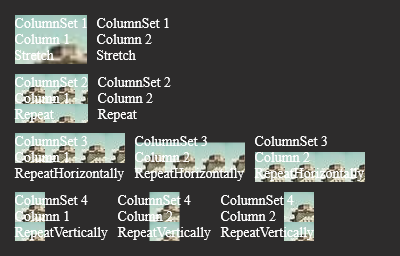 ColumnSet 1
Column 1
Stretch
ColumnSet 1
Column 2
Stretch
ColumnSet 2
Column 1
Repeat
ColumnSet 2
Column 2
Repeat
ColumnSet 3
Column 1
RepeatHorizontally
ColumnSet 3
Column 2
RepeatHorizontally
ColumnSet 3
Column 2
RepeatHorizontally
ColumnSet 4
Column 1
RepeatVertically
ColumnSet 4
Column 2
RepeatVertically
ColumnSet 4
Column 2
RepeatVertically